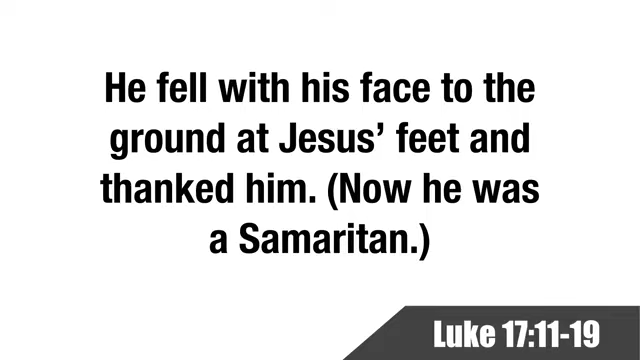 He fell with his face to the
ground at Jesus’ feet and
thanked him. (Now he was
a Samaritan.)
Luke 17:11-19